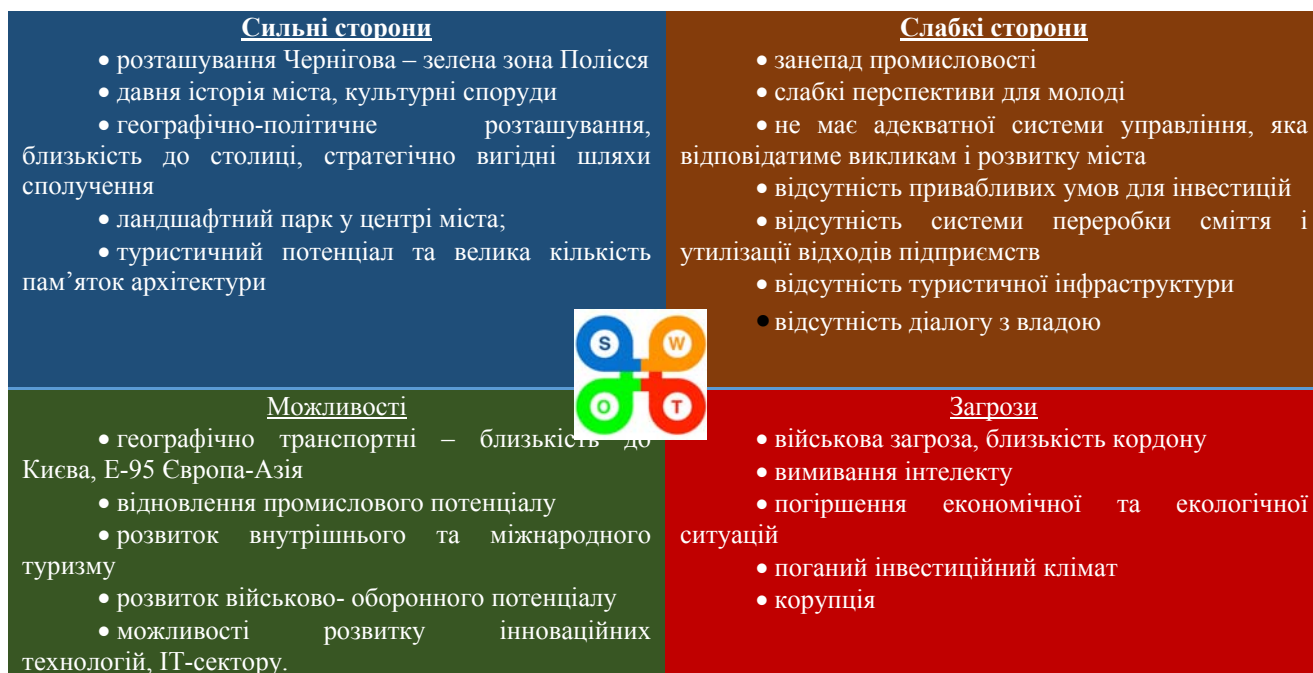 Сильні сторони
• розташування Чернігова – зелена зона Полісся
• давня історія міста, культурні споруди
• географічно-політичне розташування,
близькість до столиці, стратегічно вигідні шляхи
сполучення
• ландшафтний парк у центрі міста;
• туристичний потенціал та велика кількість
пам’яток архітектури
Слабкі сторони
• занепад промисловості
• слабкі перспективи для молоді
• не має адекватної системи управління, яка
відповідатиме викликам і розвитку міста
• відсутність привабливих умов для інвестицій
• відсутність системи переробки сміття і
утилізації відходів підприємств
• відсутність туристичної інфраструктури
• відсутність діалогу з владою
S W
O T
Можливості
• географічно транспортні – близькість до
Києва, Е-95 Європа-Азія
• відновлення промислового потенціалу
• розвиток внутрішнього та міжнародного
туризму
• розвиток військово- оборонного потенціалу
• можливості розвитку інноваційних
технологій, ІТ-сектору.
Загрози
• військова загроза, близькість кордону
• вимивання інтелекту
• погіршення економічної та екологічної
ситуацій
• поганий інвестиційний клімат
• корупція